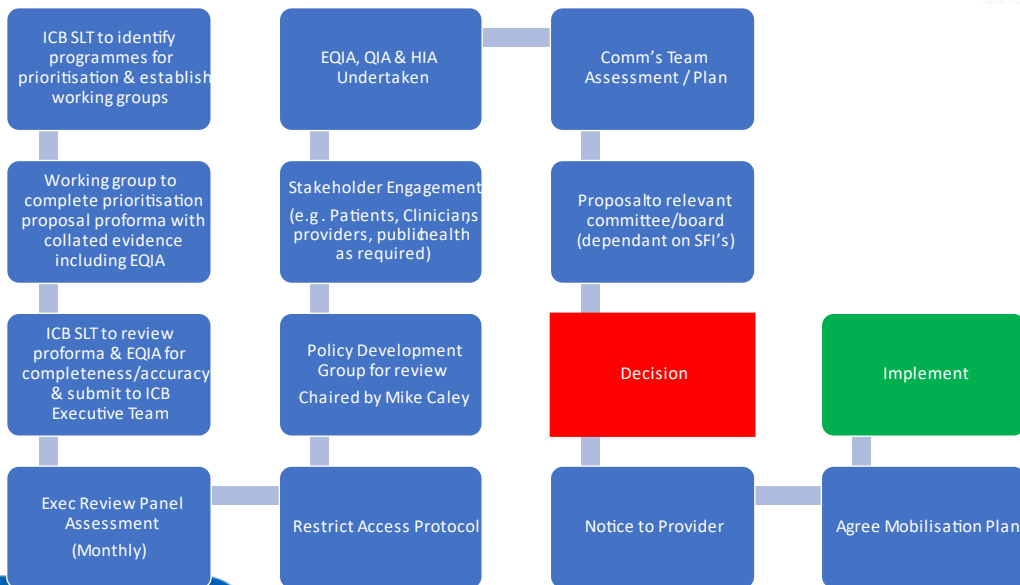 ICB SLT to identify
programmes for
prioritisation & establish
working groups
Working group to
complete prioritisation
proposal proforma with
collated evidence
including EQIA
ICB SLT to review
proforma & EQIA for
completeness/accuracy
& submit to ICB
Executive Team
Exec Review Panel
Assessment
(Monthly)
Restrict Access Protocol
Policy Development
Group for review
Chaired by Mike Caley
Stakeholder Engagement
(e.g. Patients, Clinicians,
providers, public health
as required)
EQIA, QIA & HIA
Undertaken
Comm's Team
Assessment / Plan
Proposal to relevant
committee/board
(dependant on SFI's)
Decision
Notice to Provider
Agree Mobilisation Plan
Implement